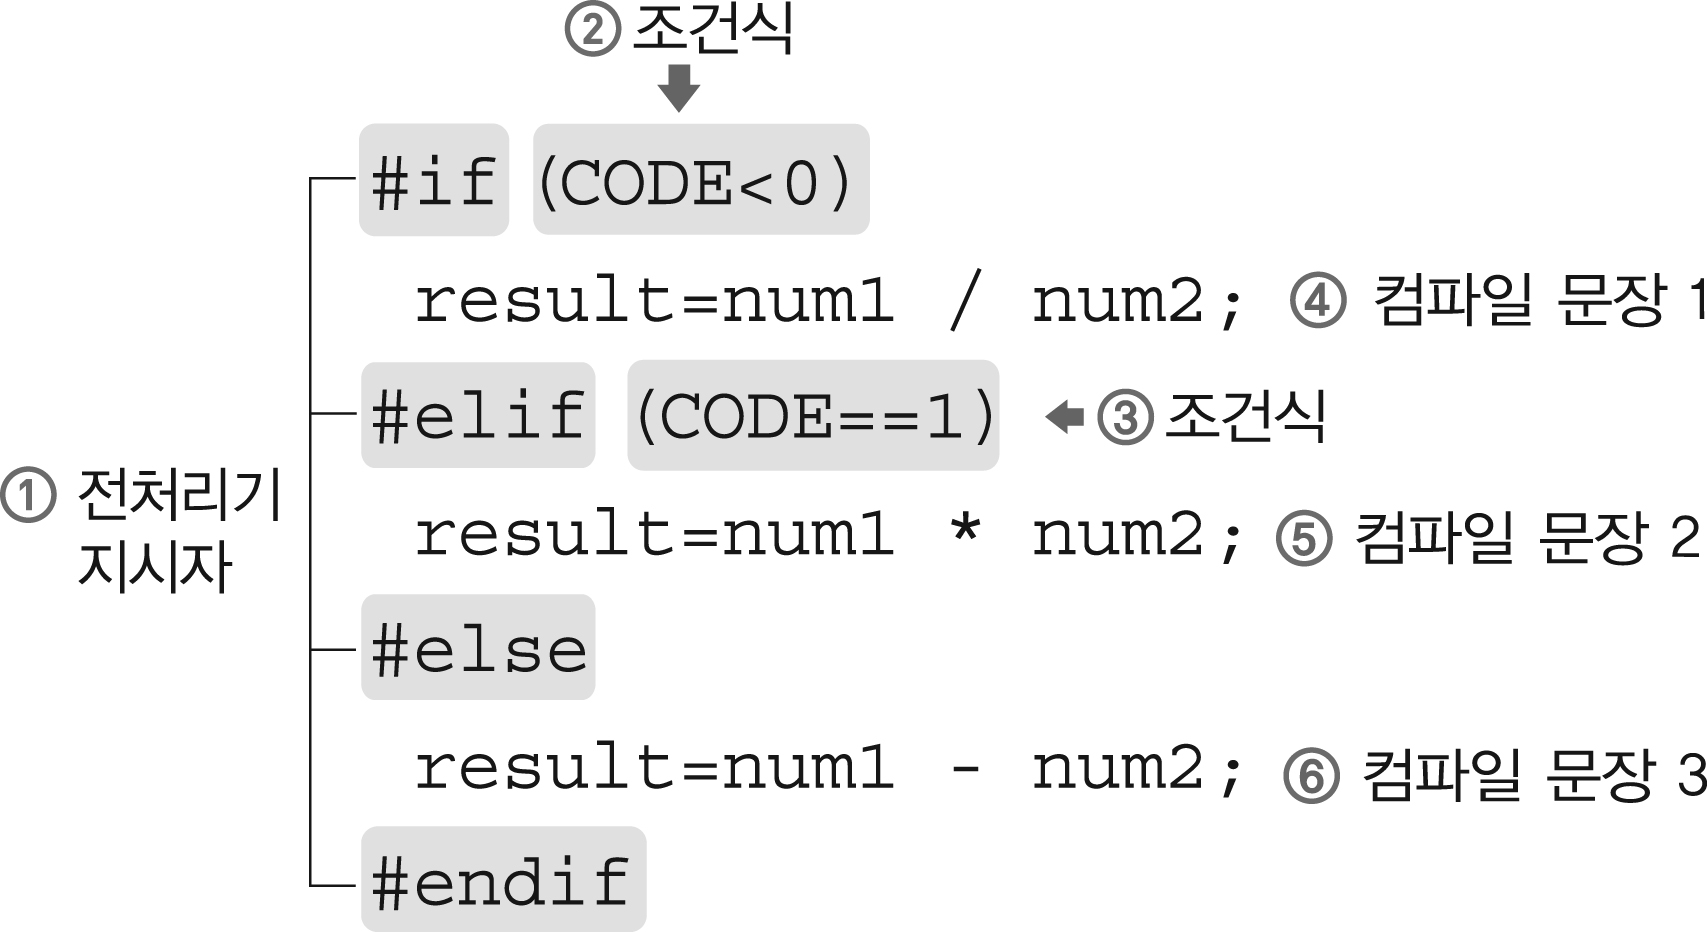 ② 조건식
#if (CODE<0)
result=num1 / num2; ④ 컴파일 문장 1
#elif (CODE==1) ③ 조건식
① 전처리기
지시자
result=num1 * num2; ⑤ 컴파일 문장 2
#else
result=num1 - num2; ⑥ 컴파일 문장 3
#endif